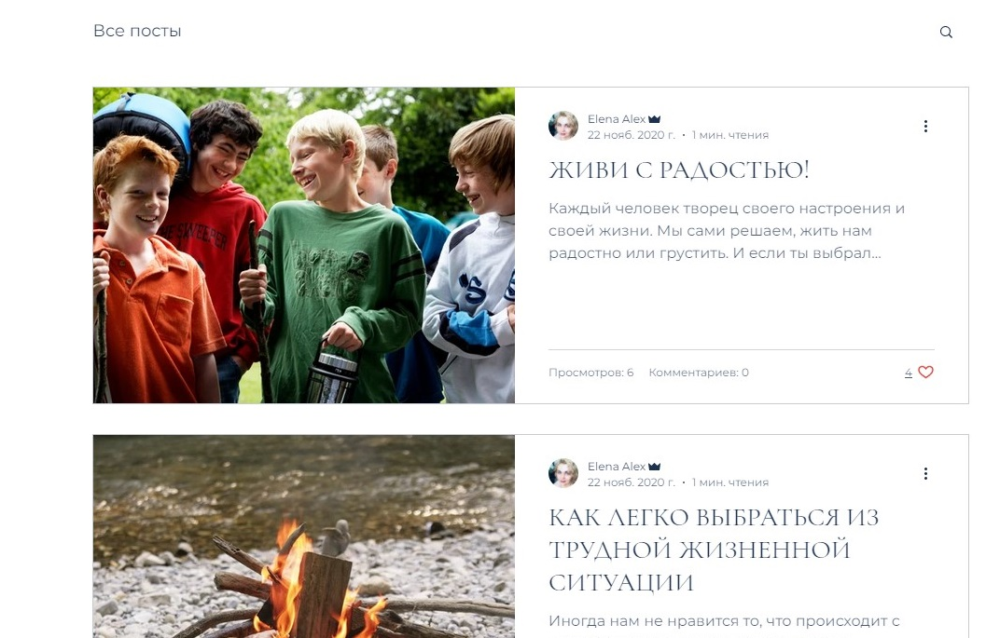 Все посты
Elena Alex
22 нояб. 2020 г. • 1 мин. чтения
ЖИВИ С РАДОСТЬЮ!
Каждый человек творец своего настроения и
своей жизни. Мы сами решаем, жить нам
радостно или грустить. И если ты выбрал...
Просмотров: 6 Комментариев: 0 4
Elena Alex
22 нояб. 2020 г. • 1 мин. чтения
КАК ЛЕГКО ВЫБРАТЬСЯ ИЗ
ТРУДНОЙ ЖИЗНЕННОЙ
СИТУАЦИИ
Иногда нам не нравится то, что происходит с